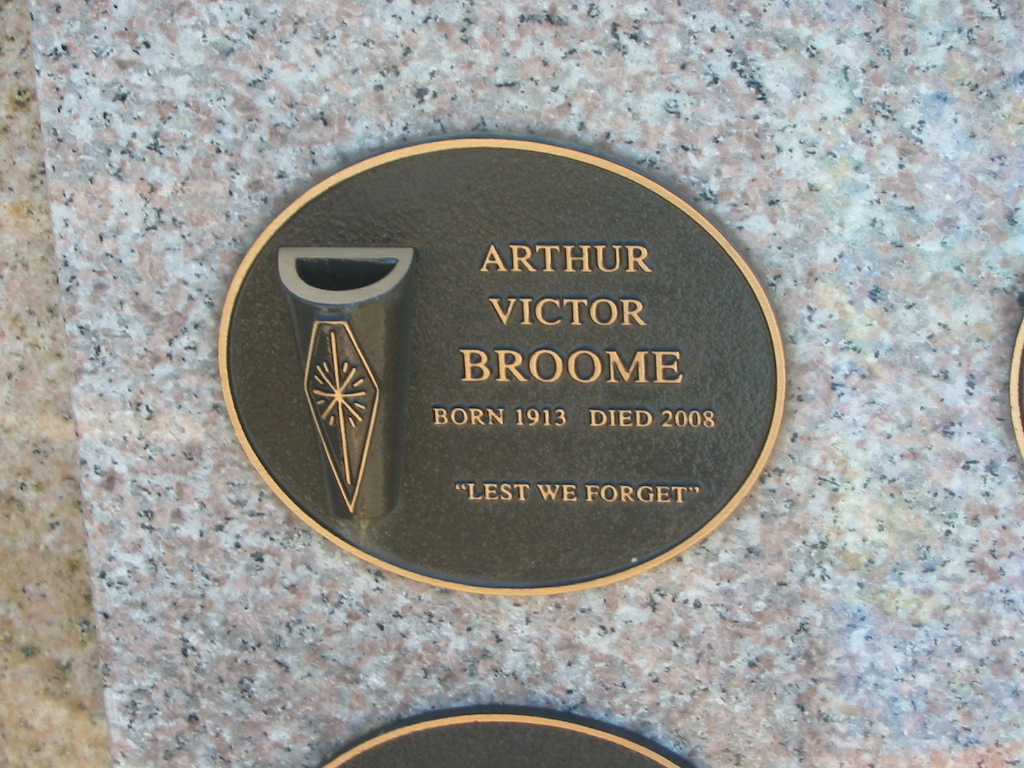 ARTHUR
VICTOR
BROOME
BORN 1913 DIED 2008
"LEST WE FORGET"